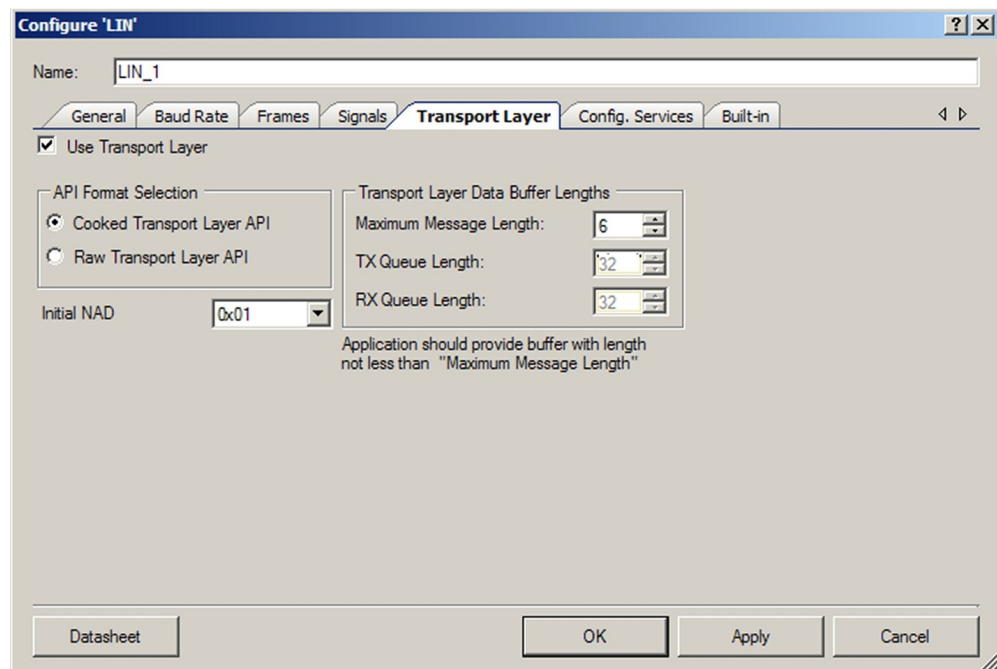 Configure 'LIN'
Name: LIN_1
General Baud Rate Frames Signals Transport Layer Config. Services Built-in
Use Transport Layer
API Format Selection
Cooked Transport Layer API
Raw Transport Layer API
Initial NAD 0x01
Transport Layer Data Buffer Lengths
Maximum Message Length: 6
TX Queue Length: 32
RX Queue Length: 32
Application should provide buffer with length
not less than "Maximum Message Length"
Datasheet OK Apply Cancel